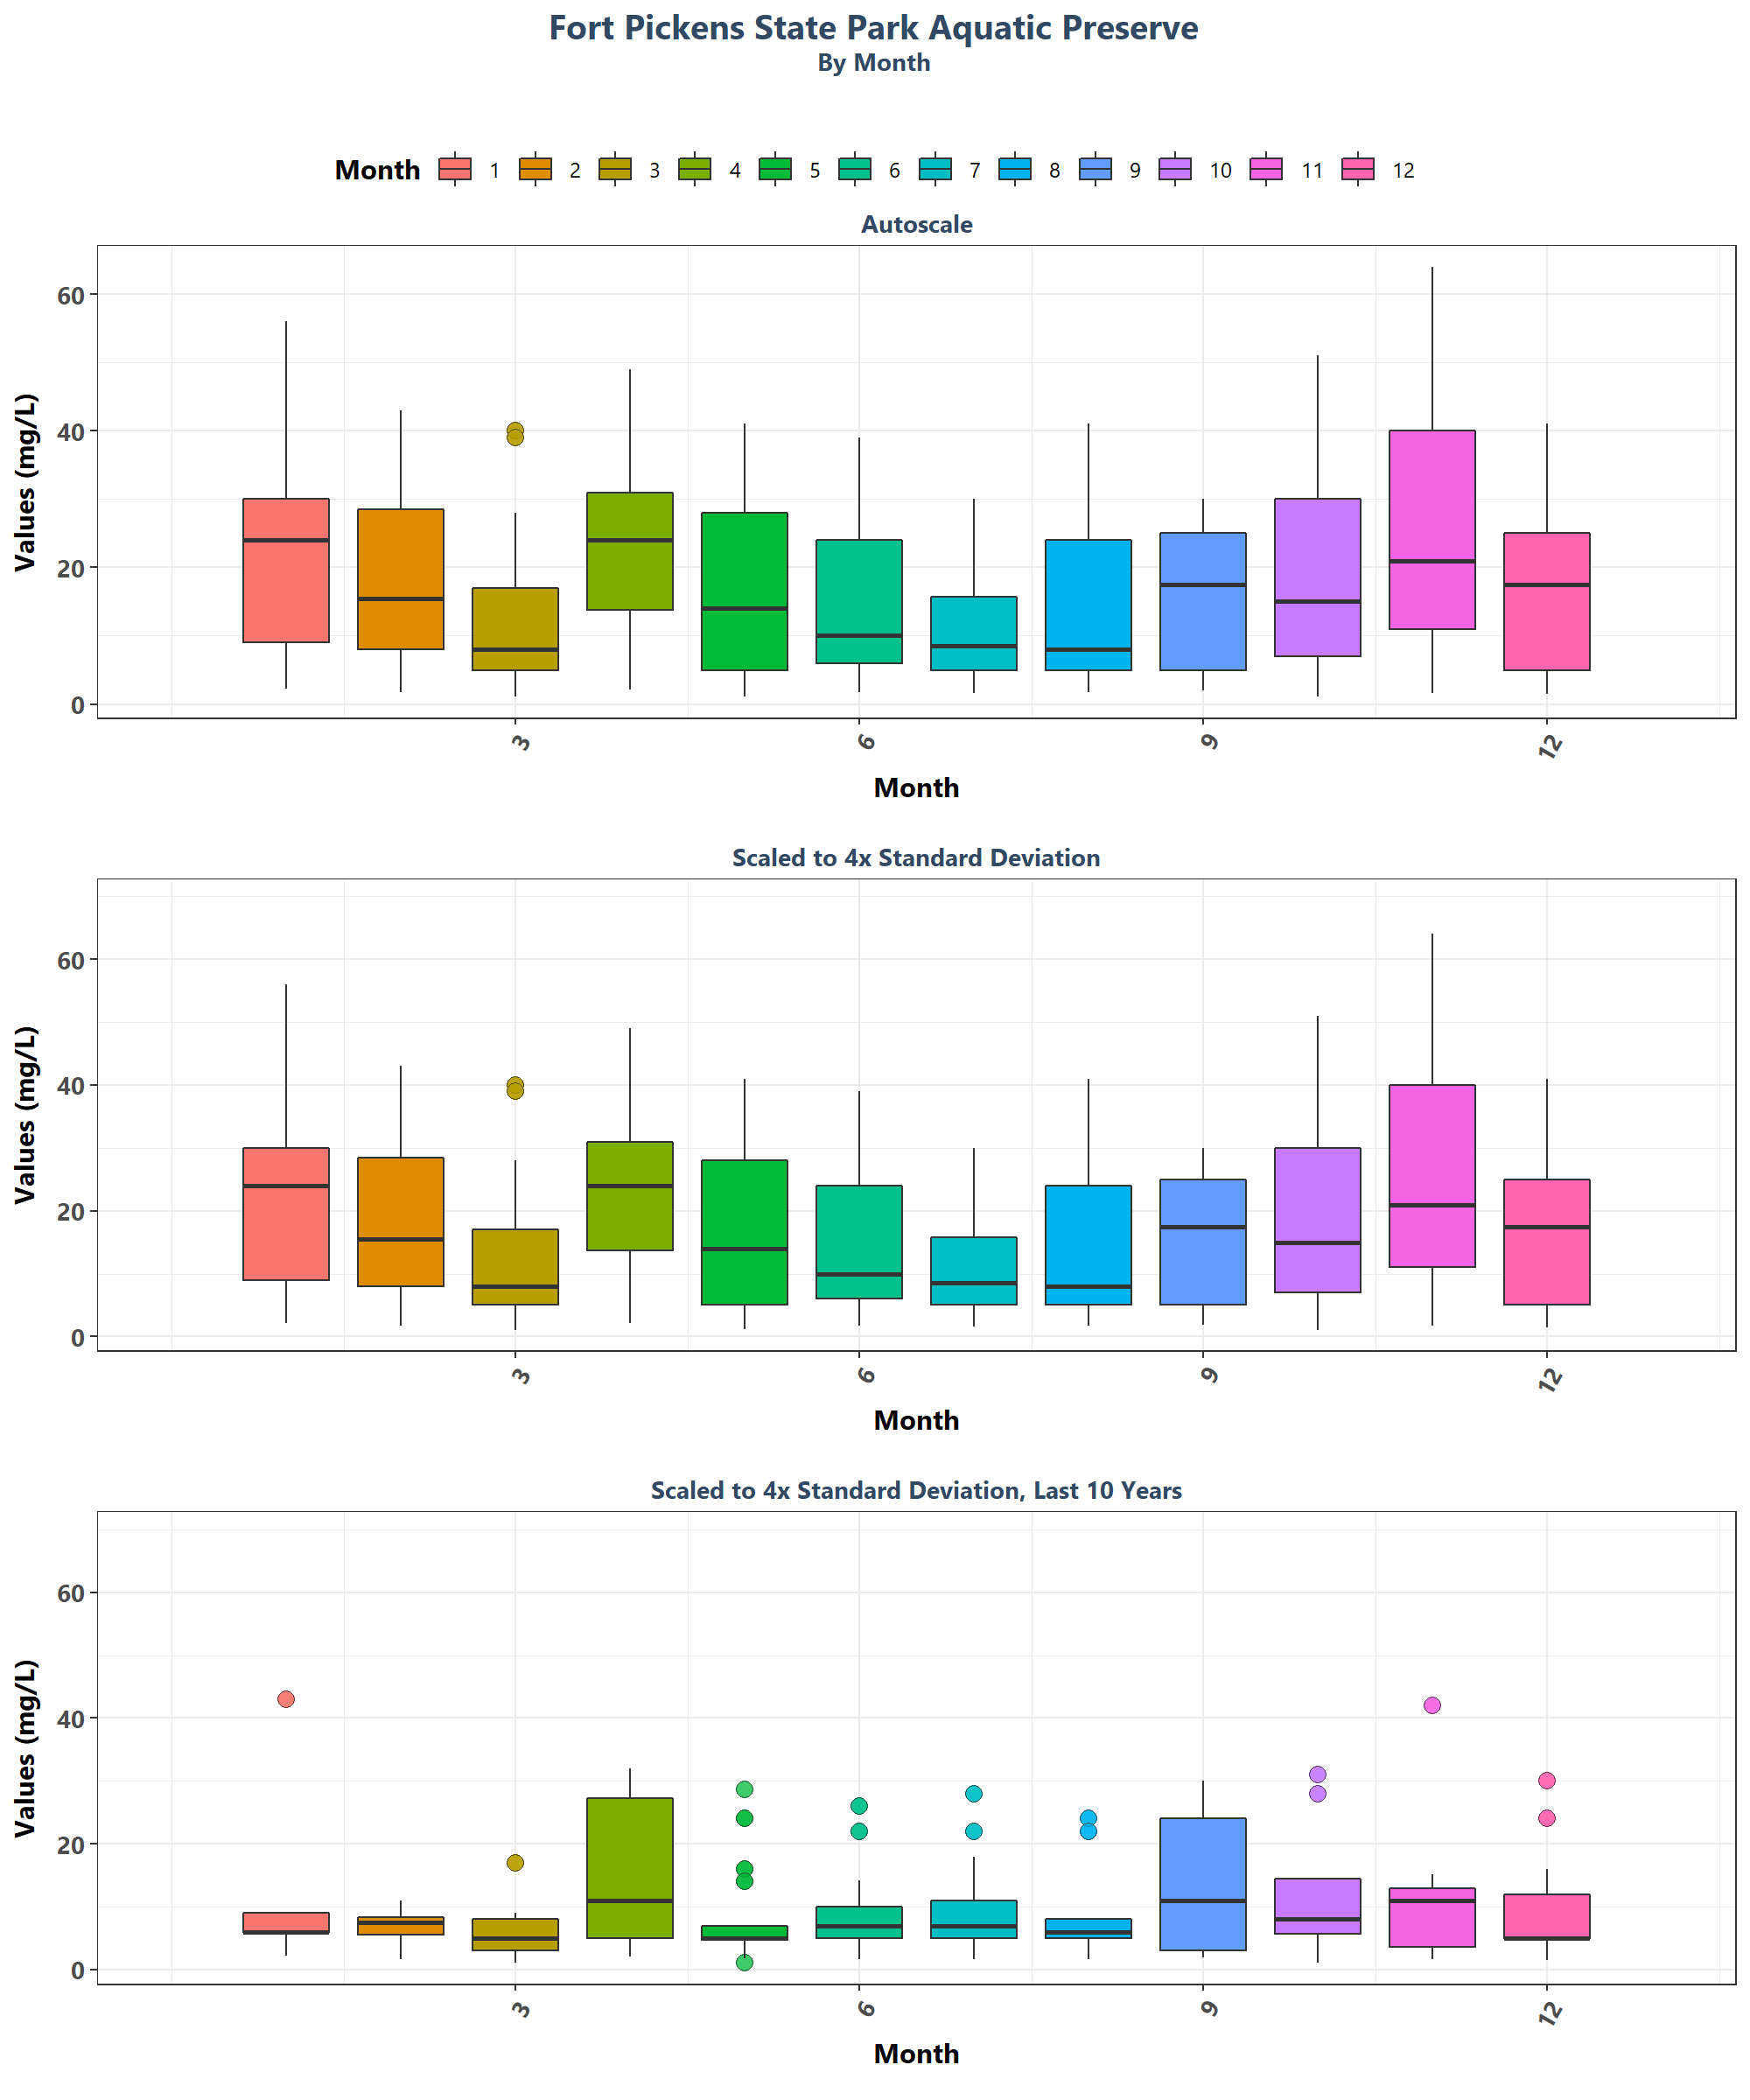 Fort Pickens State Park Aquatic Preserve
By Month
Month 1 2 3 4 5 6 7 8 9 10 11 12
Autoscale
Values (mg/L)
60
40
20
0
3 6 9 12
Month
Scaled to 4x Standard Deviation
Values (mg/L)
60
40
20
0
3 6 9 12
Month
Scaled to 4x Standard Deviation, Last 10 Years
Values (mg/L)
60
40
20
0
3 6 9 12
Month